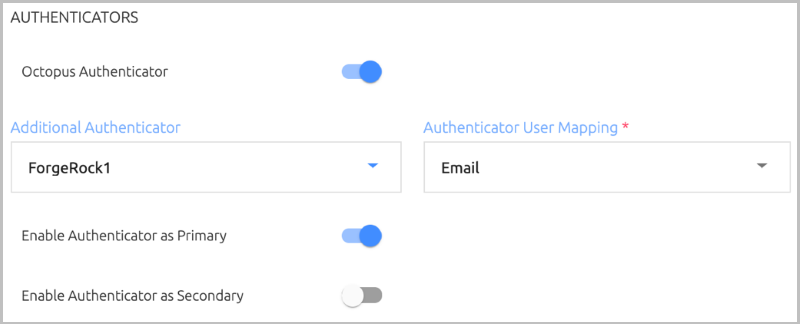 AUTHENTICATORS
Octopus Authenticator
Additional Authenticator
Authenticator User Mapping *
ForgeRock1
Email
Enable Authenticator as Primary
Enable Authenticator as Secondary